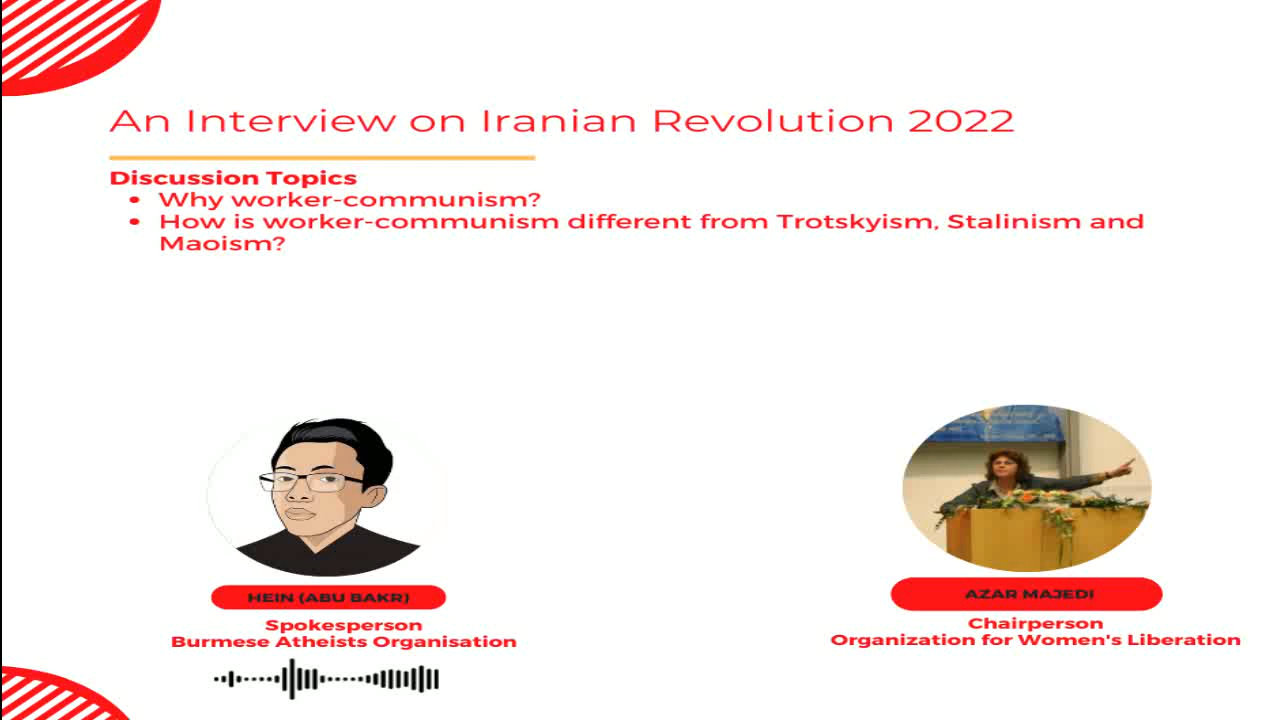 An Interview on Iranian Revolution 2022
Discussion Topics
• Why worker-communism?
• How is worker-communism different from Trotskyism, Stalinism and
Maoism?
HEIN (ABU BAKR)
Spokesperson
Burmese Atheists Organisation
AZAR MAJEDI
Chairperson
Organization for Women's Liberation